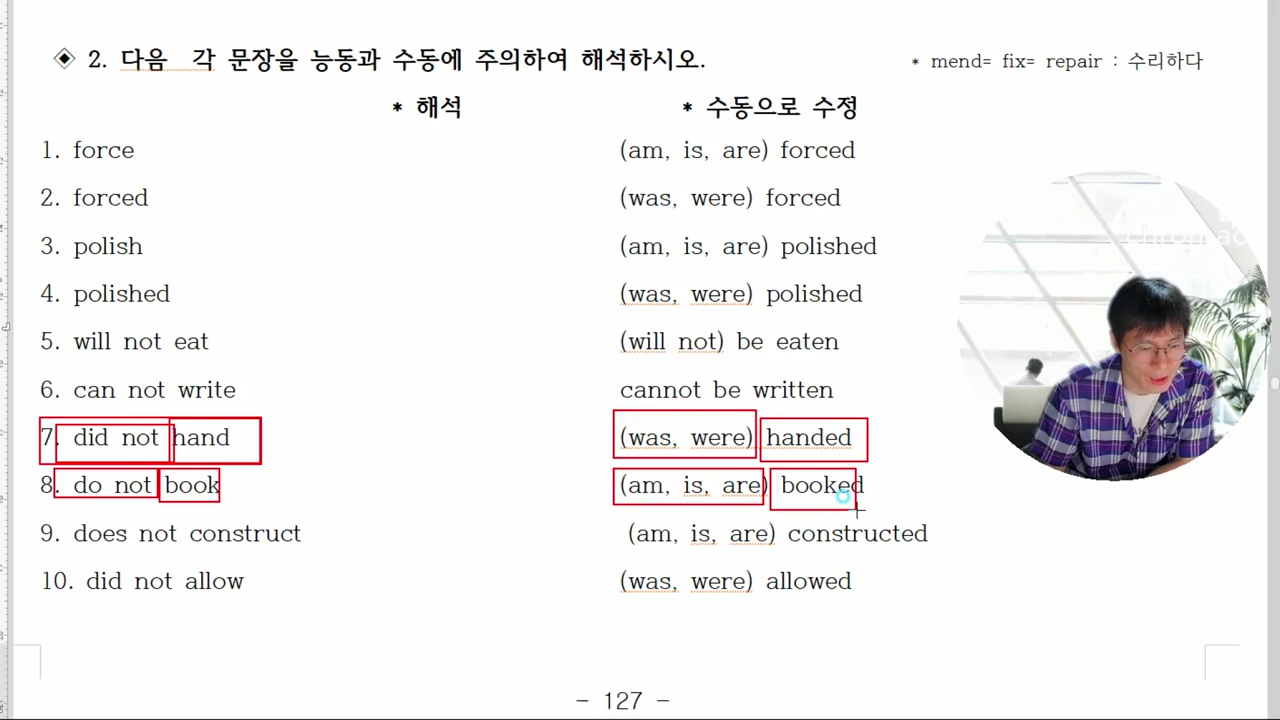 ◈ 2. 다음 각 문장을 능동과 수동에 주의하여 해석하시오.
* mend= fix= repair : 수리하다
* 해석
* 수동으로 수정
1. force
(am, is, are) forced
2. forced
(was, were) forced
3. polish
(am, is, are) polished
4. polished
(was, were) polished
5. will not eat
(will not) be eaten
6. can not write
cannot be written
7. did not hand
(was, were) handed
8. do not book
(am, is, are) booked
9. does not construct
(am, is, are) constructed
10. did not allow
(was, were) allowed
- 127 -